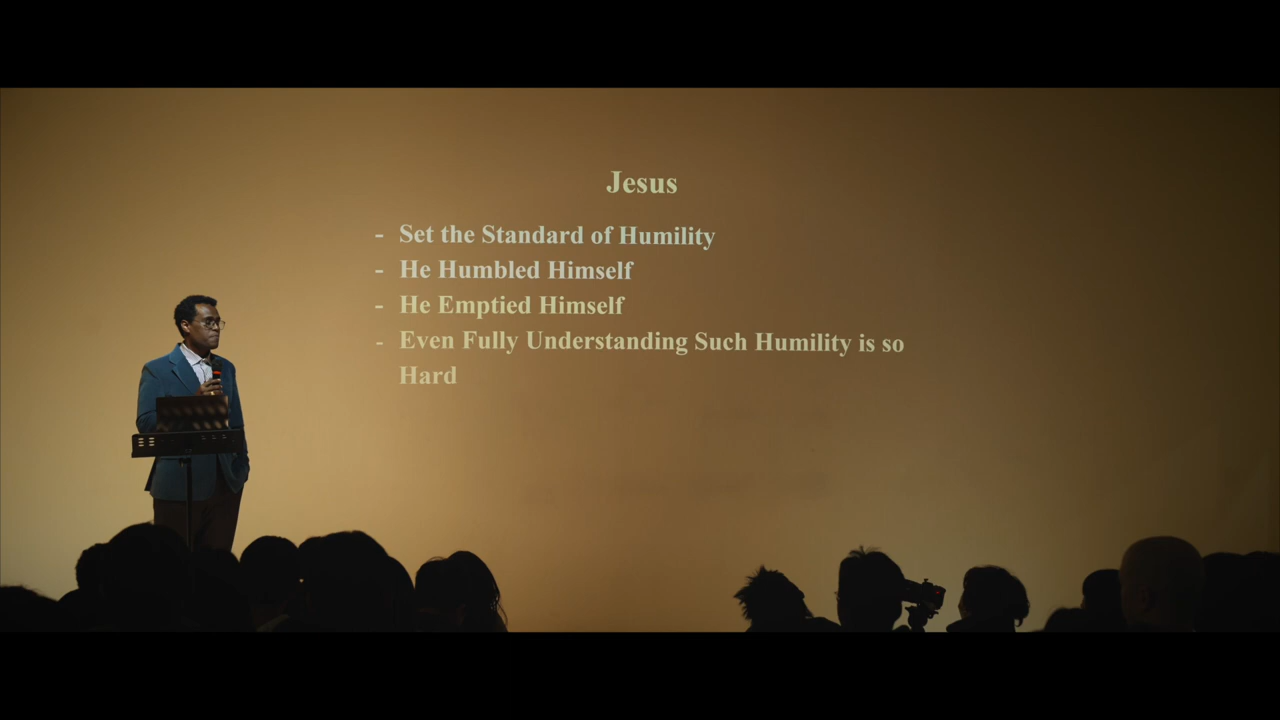 Jesus
- Set the Standard of Humility
- He Humbled Himself
- He Emptied Himself
- Even Fully Understanding Such Humility is so
Hard